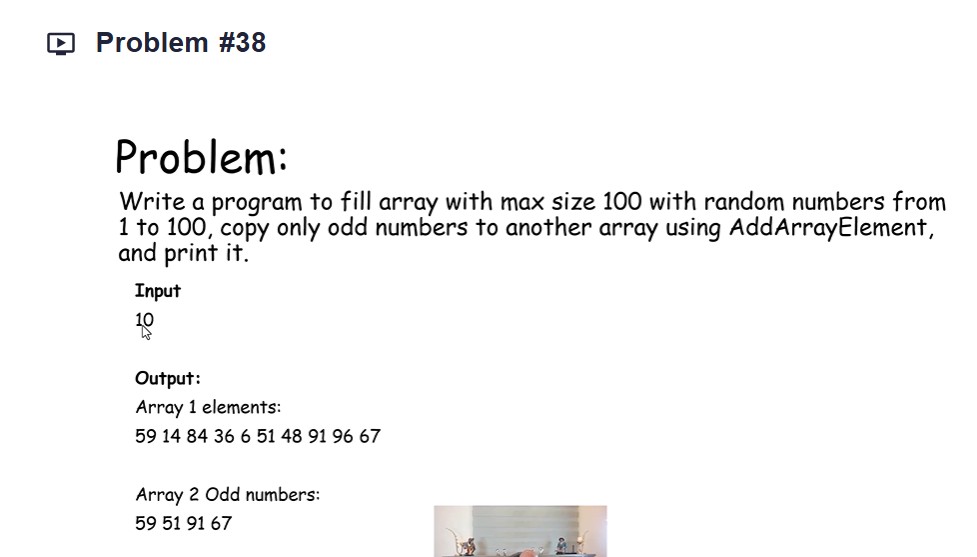 Problem #38
Problem:
Write a program to fill array with max size 100 with random numbers from
1 to 100, copy only odd numbers to another array using AddArrayElement,
and print it.
Input
10
Output:
Array 1 elements:
59 14 84 36 6 51 48 91 96 67
Array 2 Odd numbers:
59 51 91 67